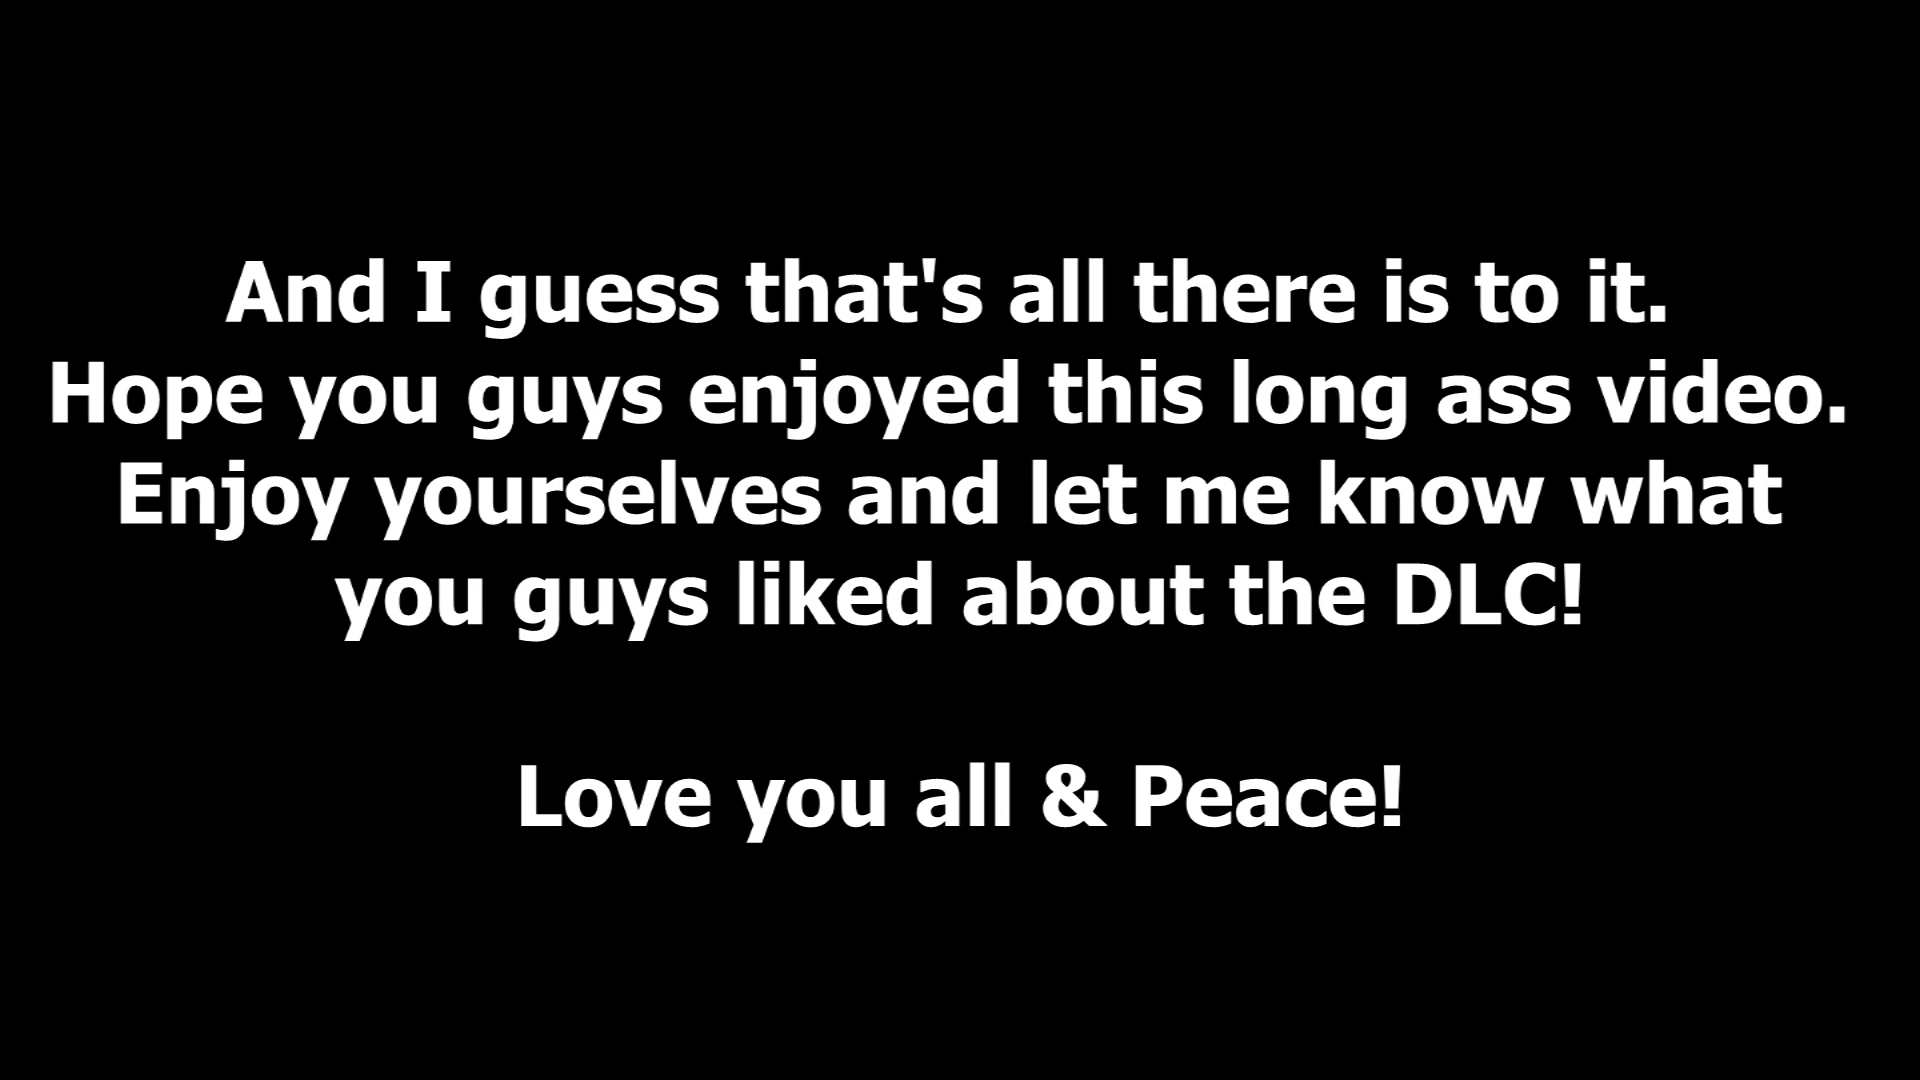 And I guess that's all there is to it.
Hope you guys enjoyed this long ass video.
Enjoy yourselves and let me know what
you guys liked about the DLC!
Love you all & Peace!